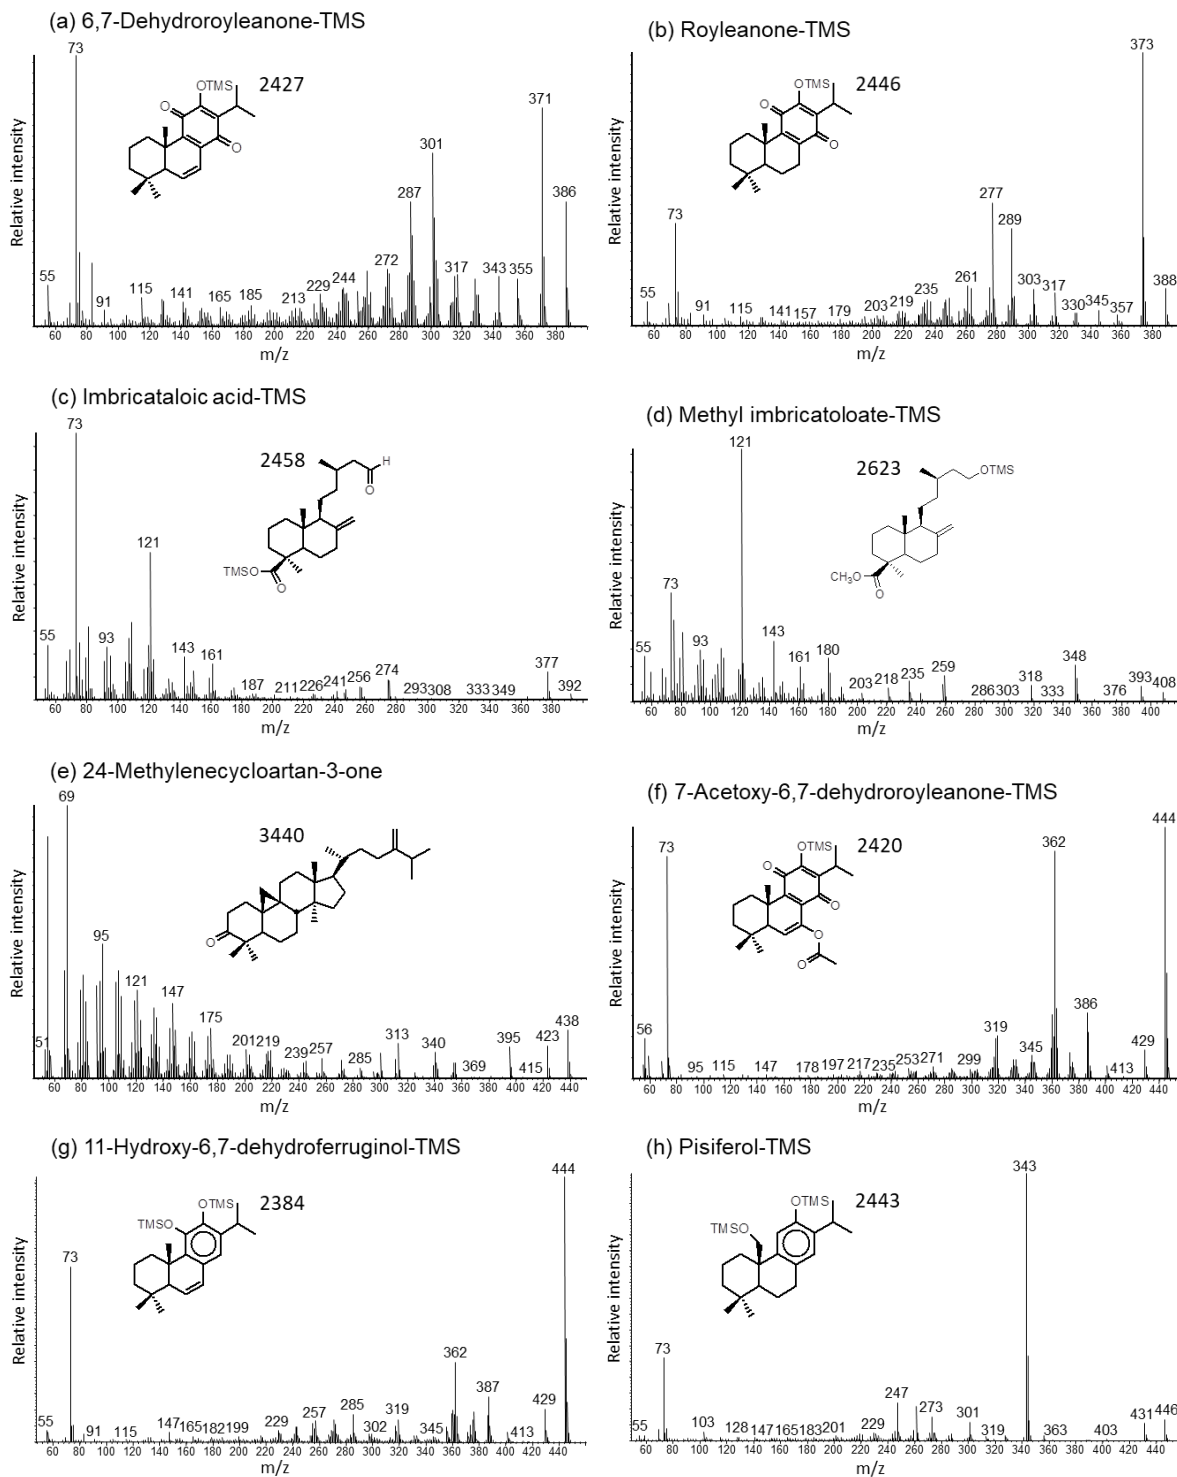 (a) 6,7-Dehydroroyleanone-TMS
73
OTMS
2427
O
O
371
301
287
386
55
91
115
141
165
185
213
229
244
272
317
343
355
60 80 100 120 140 160 180 200 220 240 260 280 300 320 340 360 380
m/z
Relative intensity
(b) Royleanone-TMS
373
OTMS
2446
O
O
277
289
73
55
91
115
141
157
179
203
219
235
261
303
317
330
345
357
388
60 80 100 120 140 160 180 200 220 240 260 280 300 320 340 360 380
m/z
Relative intensity
(c) Imbricataloic acid-TMS
73
2458
H
O
TMSO
O
121
55
93
143
161
187
211
226
241
256
274
293
308
333
349
377
392
60 80 100 120 140 160 180 200 220 240 260 280 300 320 340 360 380 400
m/z
Relative intensity
(d) Methyl imbricatoloate-TMS
121
2623
OTMS
CH₃O
O
73
55
93
143
161
180
203
218
235
259
286
303
318
333
348
376
393
408
60 80 100 120 140 160 180 200 220 240 260 280 300 320 340 360 380 400
m/z
Relative intensity
(e) 24-Methylenecycloartan-3-one
69
3440
O
51
95
121
147
175
201
219
239
257
285
313
340
369
395
415
423
438
60 80 100 120 140 160 180 200 220 240 260 280 300 320 340 360 380 400 420 440
m/z
Relative intensity
(f) 7-Acetoxy-6,7-dehydroroyleanone-TMS
444
OTMS
2420
O
O
O
O
362
73
56
95
115
147
178
197
217
235
253
271
299
319
345
386
413
429
60 80 100 120 140 160 180 200 220 240 260 280 300 320 340 360 380 400 420 440
m/z
Relative intensity
(g) 11-Hydroxy-6,7-dehydroferruginol-TMS
444
OTMS
TMSO
2384
73
55
91
115
147
165
182
199
229
257
285
302
319
345
362
387
413
429
60 80 100 120 140 160 180 200 220 240 260 280 300 320 340 360 380 400 420 440
m/z
Relative intensity
(h) Pisiferol-TMS
343
OTMS
TMSO
2443
73
55
103
128
147
165
183
201
229
247
273
301
319
363
403
431
446
60 80 100 120 140 160 180 200 220 240 260 280 300 320 340 360 380 400 420 440
m/z
Relative intensity